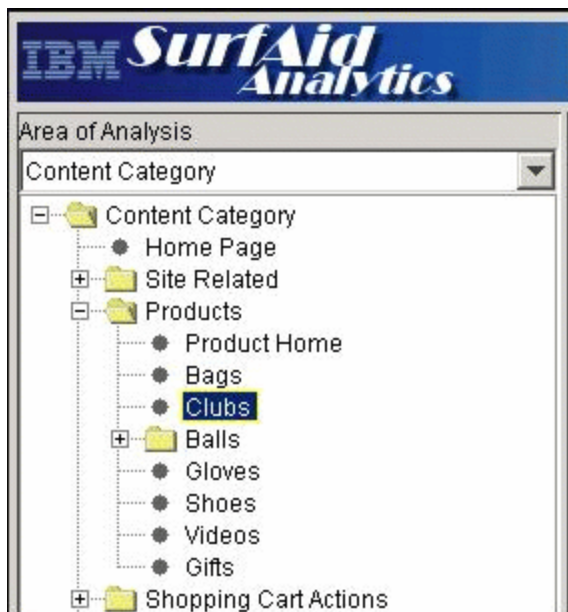 IBM SurfAid
Analytics
Area of Analysis
Content Category
Content Category
Home Page
Site Related
Products
Product Home
Bags
Clubs
Balls
Gloves
Shoes
Videos
Gifts
Shopping Cart Actions